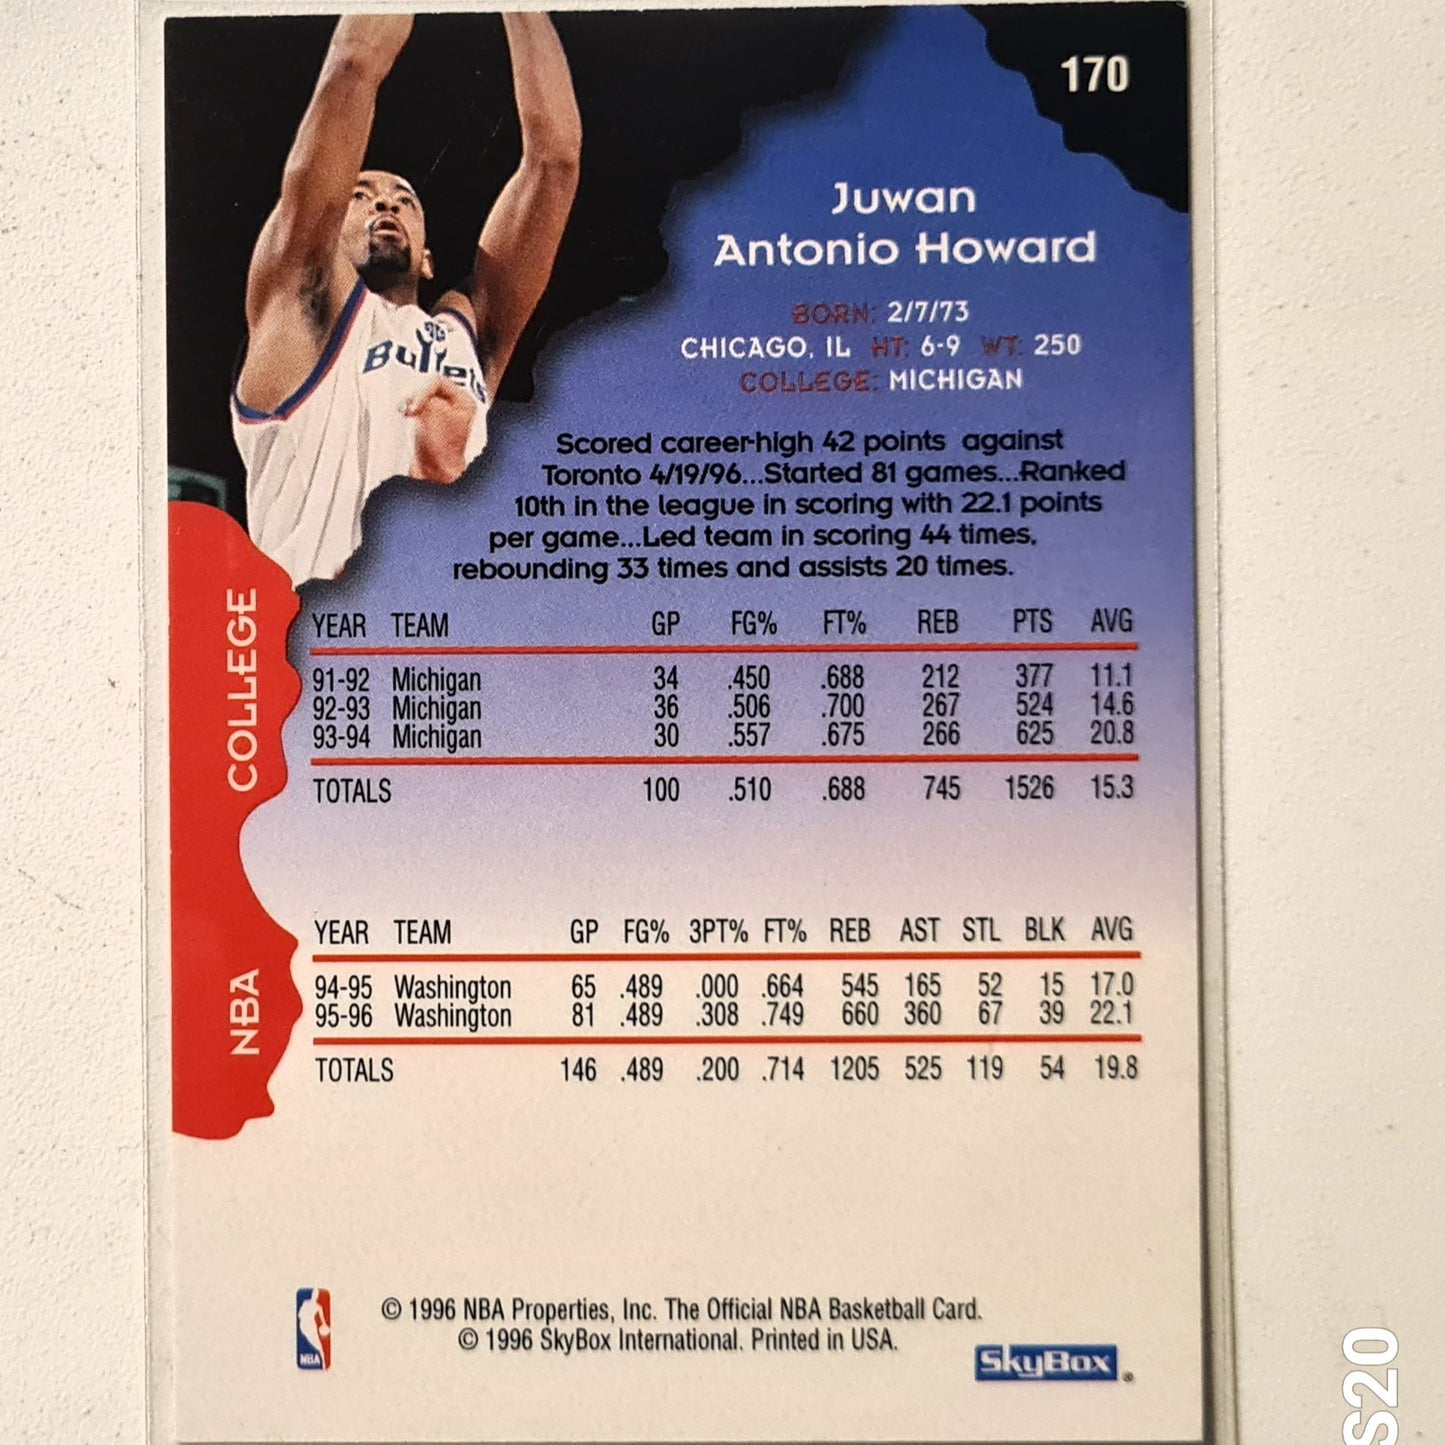 170
Bullets
Juwan
Antonio Howard
BORN: 2/7/73
CHICAGO, IL HT: 6-9 WT: 250
COLLEGE: MICHIGAN
Scored career-high 42 points against
Toronto 4/19/96...Started 81 games...Ranked
10th in the league in scoring with 22.1 points
per game...Led team in scoring 44 times,
rebounding 33 times and assists 20 times.
COLLEGE
YEAR TEAM GP FG% FT% REB PTS AVG
91-92 Michigan 34 .450 .688 212 377 11.1
92-93 Michigan 36 .506 .700 267 524 14.6
93-94 Michigan 30 .557 .675 266 625 20.8
TOTALS 100 .510 .688 745 1526 15.3
NBA
YEAR TEAM GP FG% 3PT% FT% REB AST STL BLK AVG
94-95 Washington 65 .489 .000 .664 545 165 52 15 17.0
95-96 Washington 81 .489 .308 .749 660 360 67 39 22.1
TOTALS 146 .489 .200 .714 1205 525 119 54 19.8
© 1996 NBA Properties, Inc. The Official NBA Basketball Card.
© 1996 SkyBox International. Printed in USA.
NBA
SkyBox ®
S20